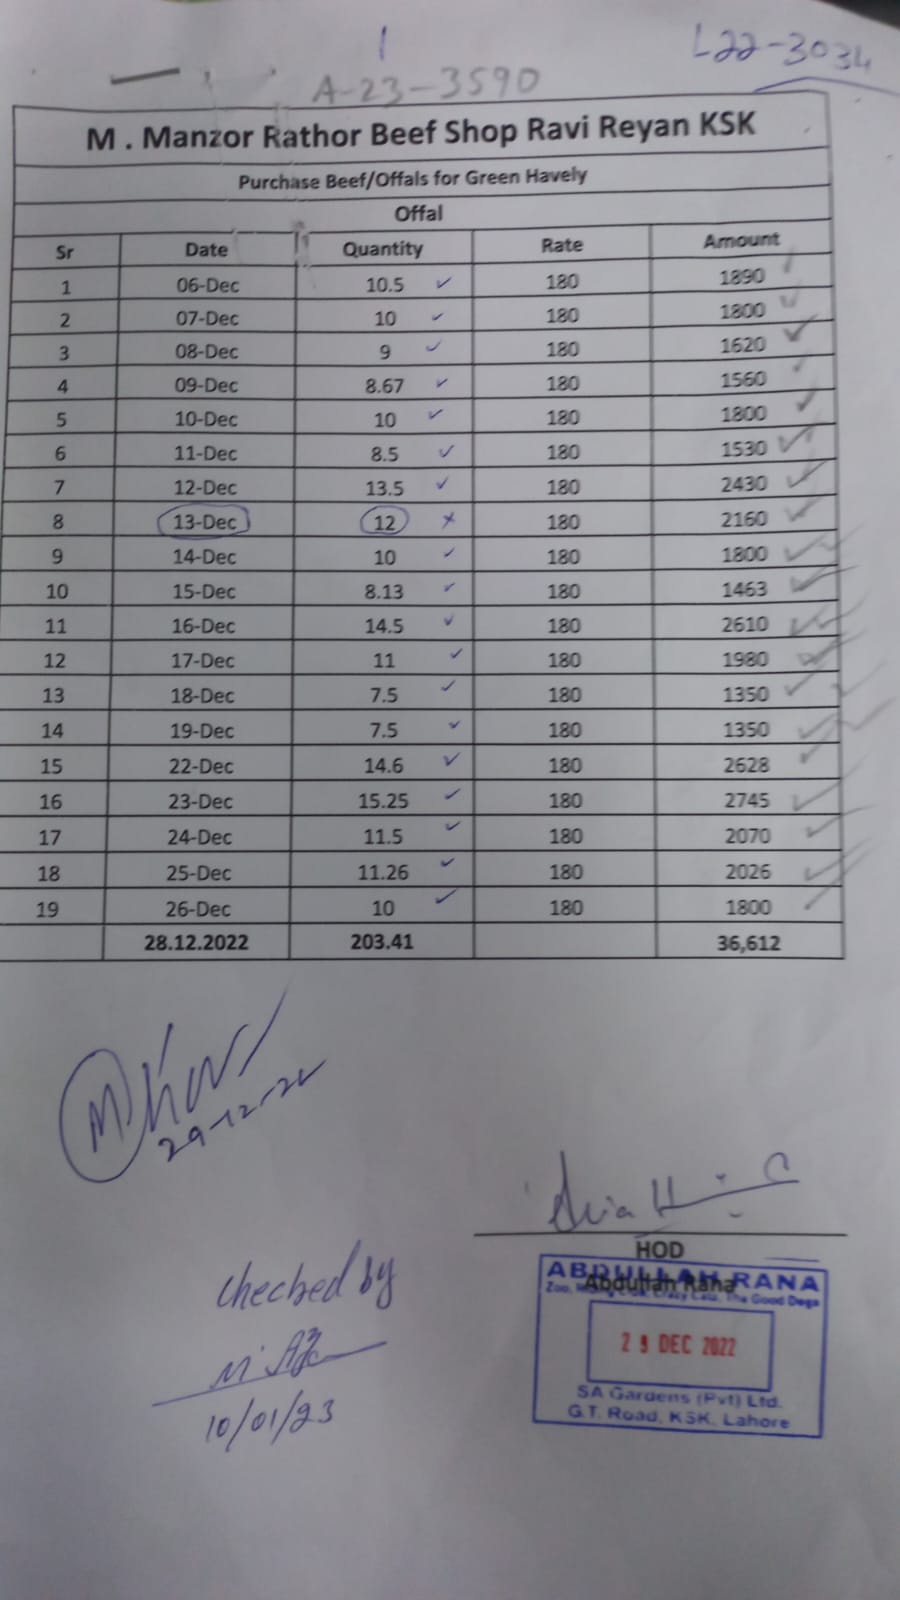 L22-3034
A-23-3590
M . Manzor Rathor Beef Shop Ravi Reyan KSK
Purchase Beef/Offals for Green Havely
Offal
Sr Date Quantity Rate Amount
1 06-Dec 10.5 180 1890
2 07-Dec 10 180 1800
3 08-Dec 9 180 1620
4 09-Dec 8.67 180 1560
5 10-Dec 10 180 1800
6 11-Dec 8.5 180 1530
7 12-Dec 13.5 180 2430
8 13-Dec 12 180 2160
9 14-Dec 10 180 1800
10 15-Dec 8.13 180 1463
11 16-Dec 14.5 180 2610
12 17-Dec 11 180 1980
13 18-Dec 7.5 180 1350
14 19-Dec 7.5 180 1350
15 22-Dec 14.6 180 2628
16 23-Dec 15.25 180 2745
17 24-Dec 11.5 180 2070
18 25-Dec 11.26 180 2026
19 26-Dec 10 180 1800
28.12.2022 203.41 36,612
29-12-22
HOD
Abdullah Rana
ABDULLAH RANA
Zoo, The Good Dogs
29 DEC 2022
SA Gardens (Pvt) Ltd.
G.T. Road, KSK, Lahore
Checked by
10/01/23